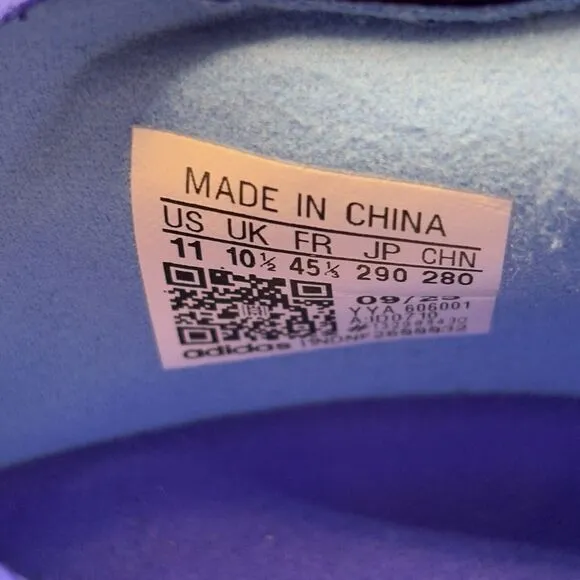 MADE IN CHINA
US UK FR JP CHN
11 10½ 45⅓ 290 280
09/23
YYA 606001
adidas